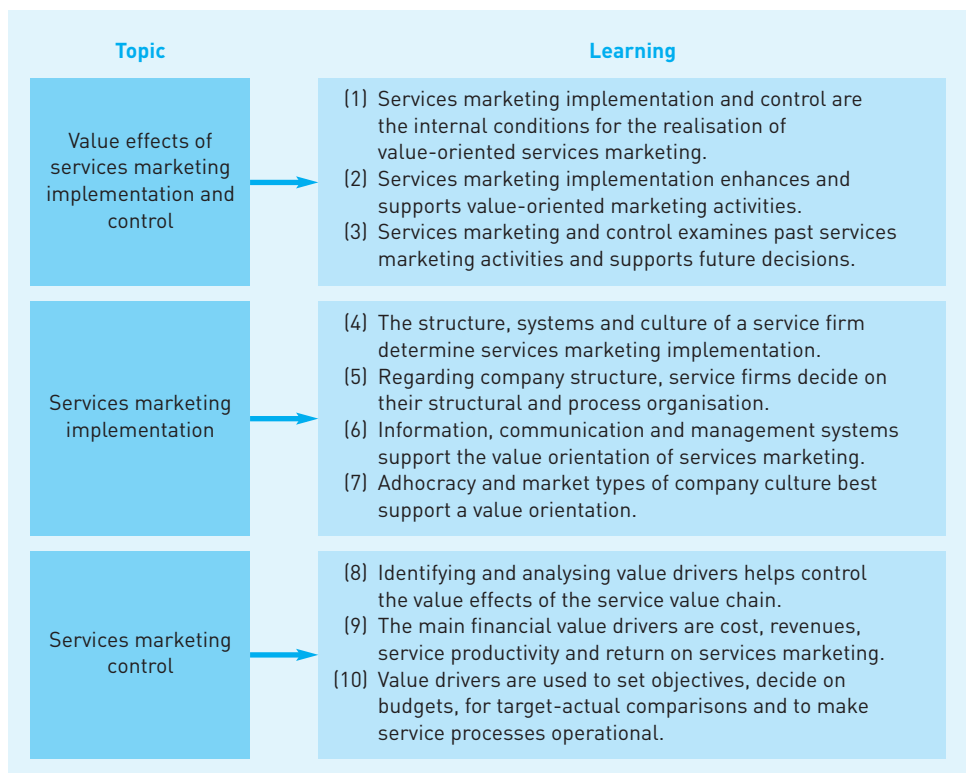 Topic
Learning
Value effects of
services marketing
implementation and
control
(1) Services marketing implementation and control are
the internal conditions for the realisation of
value-oriented services marketing.
(2) Services marketing implementation enhances and
supports value-oriented marketing activities.
(3) Services marketing and control examines past services
marketing activities and supports future decisions.
Services marketing
implementation
(4) The structure, systems and culture of a service firm
determine services marketing implementation.
(5) Regarding company structure, service firms decide on
their structural and process organisation.
(6) Information, communication and management systems
support the value orientation of services marketing.
(7) Adhocracy and market types of company culture best
support a value orientation.
Services marketing
control
(8) Identifying and analysing value drivers helps control
the value effects of the service value chain.
(9) The main financial value drivers are cost, revenues,
service productivity and return on services marketing.
(10) Value drivers are used to set objectives, decide on
budgets, for target-actual comparisons and to make
service processes operational.